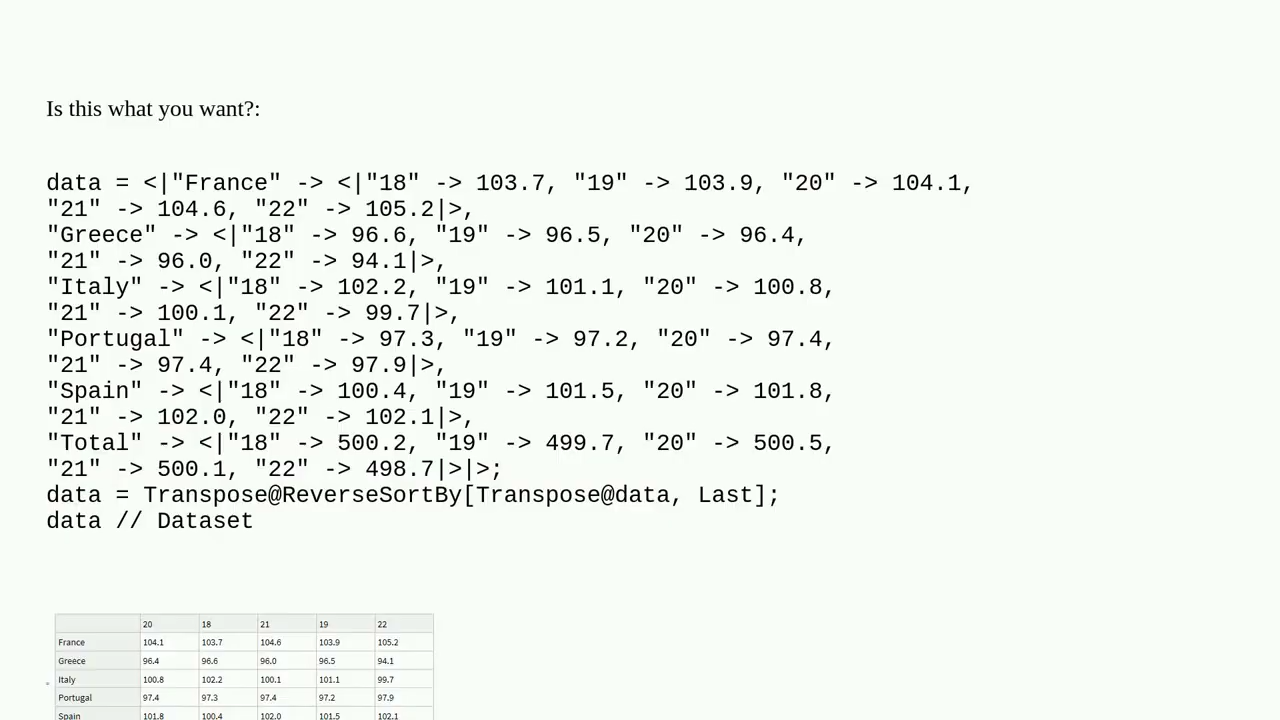 Is this what you want?:
data = <|"France" -> <|"18" -> 103.7, "19" -> 103.9, "20" -> 104.1,
"21" -> 104.6, "22" -> 105.2|>,
"Greece" -> <|"18" -> 96.6, "19" -> 96.5, "20" -> 96.4,
"21" -> 96.0, "22" -> 94.1|>,
"Italy" -> <|"18" -> 102.2, "19" -> 101.1, "20" -> 100.8,
"21" -> 100.1, "22" -> 99.7|>,
"Portugal" -> <|"18" -> 97.3, "19" -> 97.2, "20" -> 97.4,
"21" -> 97.4, "22" -> 97.9|>,
"Spain" -> <|"18" -> 100.4, "19" -> 101.5, "20" -> 101.8,
"21" -> 102.0, "22" -> 102.1|>,
"Total" -> <|"18" -> 500.2, "19" -> 499.7, "20" -> 500.5,
"21" -> 500.1, "22" -> 498.7|>|>;
data = Transpose@ReverseSortBy[Transpose@data, Last];
data // Dataset
20 18 21 19 22
France 104.1 103.7 104.6 103.9 105.2
Greece 96.4 96.6 96.0 96.5 94.1
Italy 100.8 102.2 100.1 101.1 99.7
Portugal 97.4 97.3 97.4 97.2 97.9
Spain 101.8 100.4 102.0 101.5 102.1